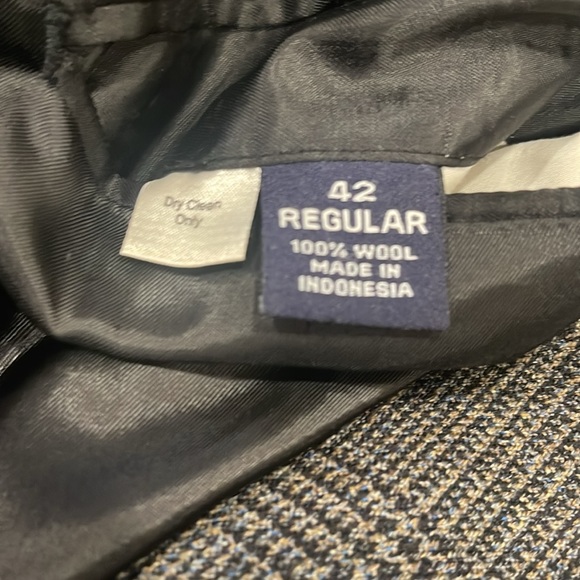 Dry Clean
Only
42
REGULAR
100% WOOL
MADE IN
INDONESIA